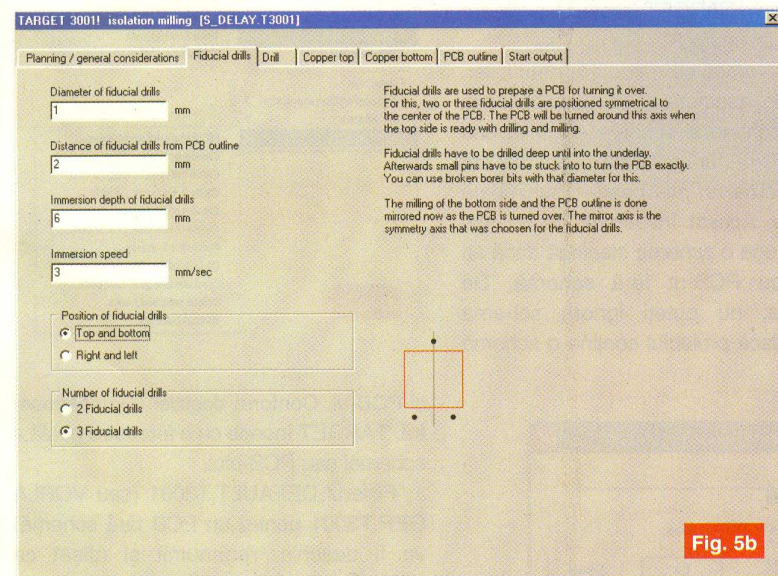 TARGET 3001! isolation milling [S_DELAY.T3001]
Planning / general considerations
Fiducial drills
Drill
Copper top
Copper bottom
PCB outline
Start output
Diameter of fiducial drills
1 mm
Distance of fiducial drills from PCB outline
2 mm
Immersion depth of fiducial drills
6 mm
Immersion speed
3 mm/sec
Position of fiducial drills
Top and bottom
Right and left
Number of fiducial drills
2 Fiducial drills
3 Fiducial drills
Fiducial drills are used to prepare a PCB for turning it over.
For this, two or three fiducial drills are positioned symmetrical to
the center of the PCB. The PCB will be turned around this axis when
the top side is ready with drilling and milling.
Fiducial drills have to be drilled deep until into the underlay.
Afterwards small pins have to be stuck into to turn the PCB exactly.
You can use broken borer bits with that diameter for this.
The milling of the bottom side and the PCB outline is done
mirrored now as the PCB is turned over. The mirror axis is the
symmetry axis that was choosen for the fiducial drills.
Fig. 5b